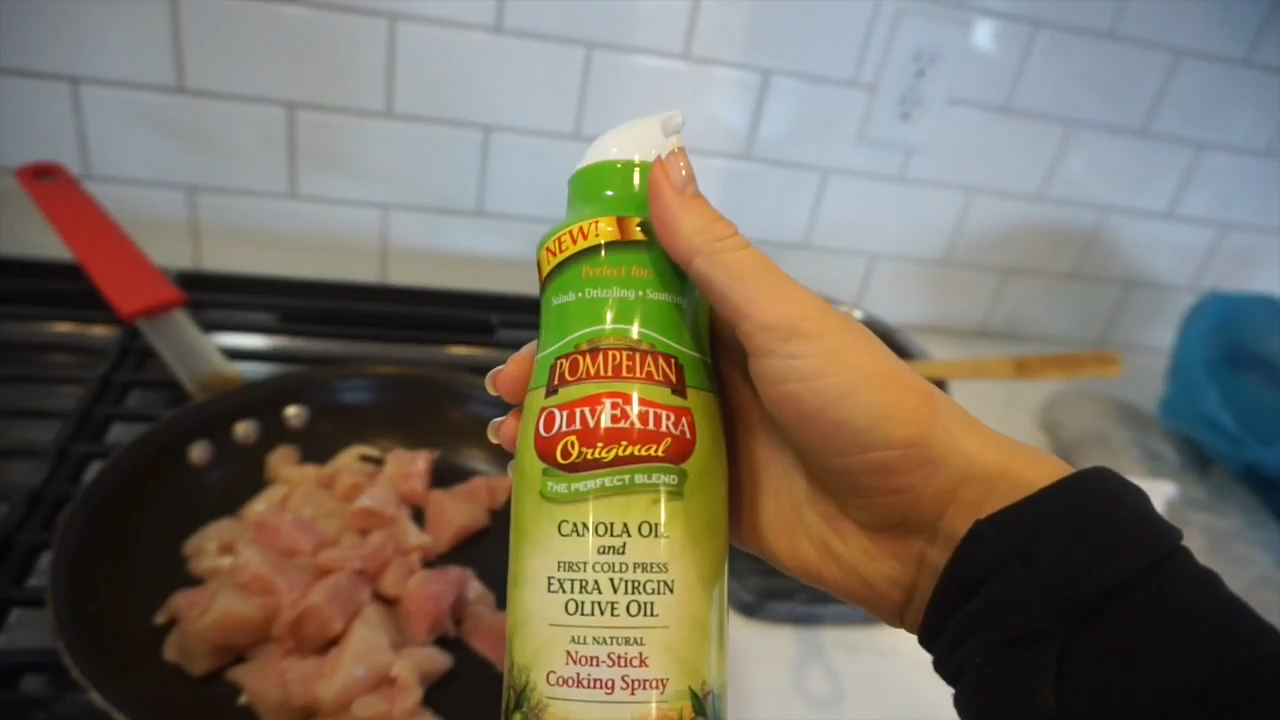 NEW!
Perfect for:
Salads • Drizzling • Sauteing
POMPEIAN
OLIVEXTRA
Original
THE PERFECT BLEND
CANOLA OIL
and
FIRST COLD PRESS
EXTRA VIRGIN
OLIVE OIL
ALL NATURAL
Non-Stick
Cooking Spray